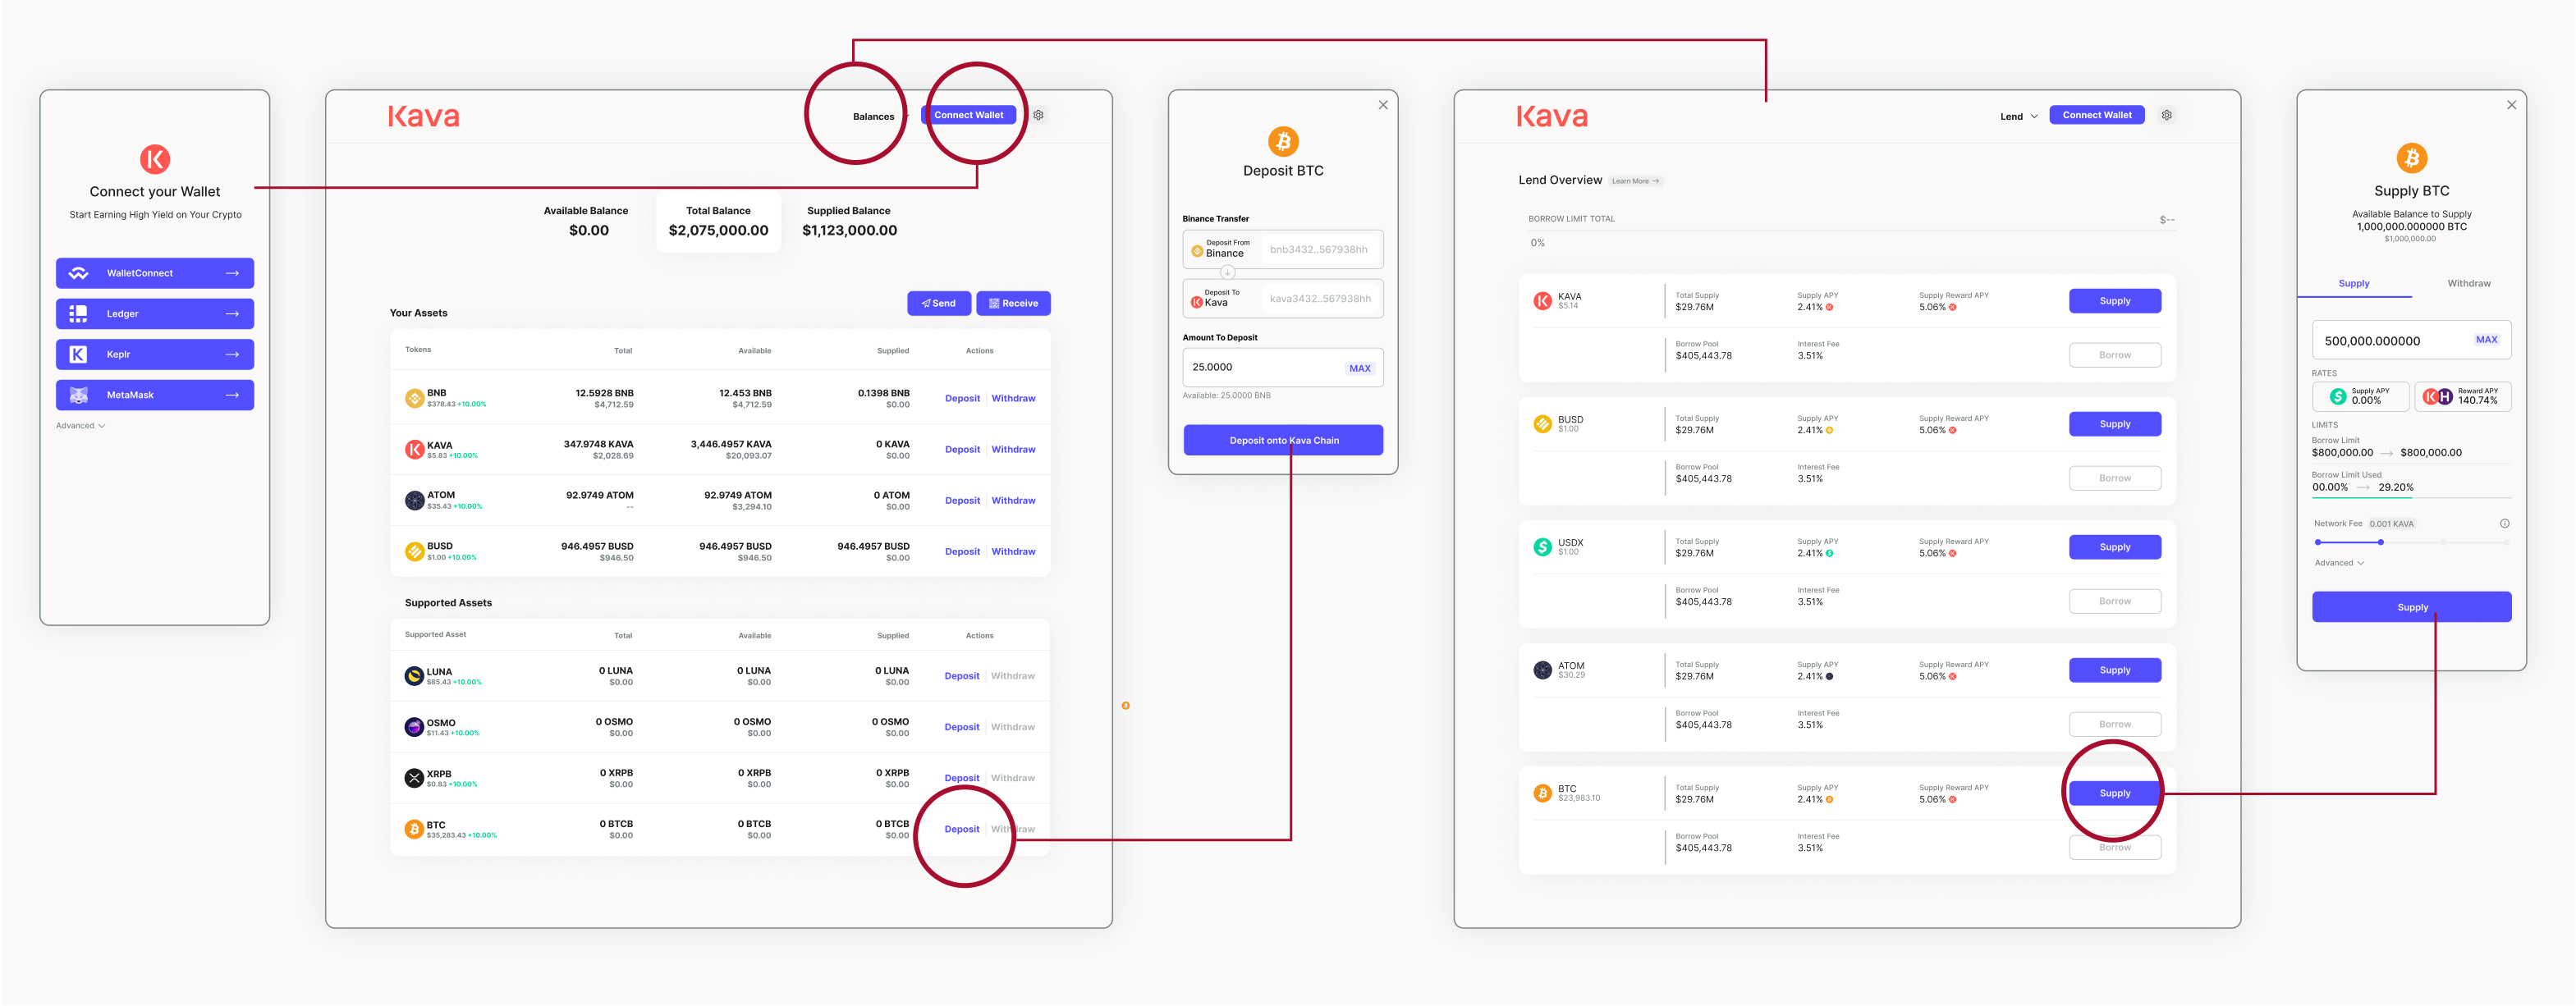 Connect your Wallet
Start Earning High Yield on Your Crypto
WalletConnect
Ledger
Keplr
MetaMask
Advanced
Kava
Balances
Connect Wallet
Available Balance
$0.00
Total Balance
$2,075,000.00
Supplied Balance
$1,123,000.00
Your Assets
Send
Receive
Tokens Total Available Supplied Actions
BNB 12.5928 BNB 12.453 BNB 0.1398 BNB Deposit Withdraw
$378.43 +10.00% $4,712.59 $4,712.59 $0.00
KAVA 347.9748 KAVA 3,446.4957 KAVA 0 KAVA Deposit Withdraw
$5.83 +10.00% $2,028.69 $20,093.07 $0.00
ATOM 92.9749 ATOM 92.9749 ATOM 0 ATOM Deposit Withdraw
$35.43 +10.00% -- $3,294.10 $0.00
BUSD 946.4957 BUSD 946.4957 BUSD 946.4957 BUSD Deposit Withdraw
$1.00 +10.00% $946.50 $946.50 $0.00
Supported Assets
Supported Asset Total Available Supplied Actions
LUNA 0 LUNA 0 LUNA 0 LUNA Deposit Withdraw
$85.43 +10.00% $0.00 $0.00 $0.00
OSMO 0 OSMO 0 OSMO 0 OSMO Deposit Withdraw
$11.43 +10.00% $0.00 $0.00 $0.00
XRPB 0 XRPB 0 XRPB 0 XRPB Deposit Withdraw
$0.83 +10.00% $0.00 $0.00 $0.00
BTC 0 BTCB 0 BTCB 0 BTCB Deposit Withdraw
$35,283.43 +10.00% $0.00 $0.00 $0.00
Deposit BTC
Binance Transfer
Deposit From
Binance bnb3432..567938hh
Deposit To
Kava kava3432..567938hh
Amount To Deposit
25.0000 MAX
Available: 25.0000 BNB
Deposit onto Kava Chain
Kava
Lend
Connect Wallet
Lend Overview Learn More →
BORROW LIMIT TOTAL $--
0%
KAVA Total Supply Supply APY Supply Reward APY Supply
$5.14 $29.76M 2.41% 5.06%
Borrow Pool Interest Fee Borrow
$405,443.78 3.51%
BUSD Total Supply Supply APY Supply Reward APY Supply
$1.00 $29.76M 2.41% 5.06%
Borrow Pool Interest Fee Borrow
$405,443.78 3.51%
USDX Total Supply Supply APY Supply Reward APY Supply
$1.00 $29.76M 2.41% 5.06%
Borrow Pool Interest Fee Borrow
$405,443.78 3.51%
ATOM Total Supply Supply APY Supply Reward APY Supply
$30.29 $29.76M 2.41% 5.06%
Borrow Pool Interest Fee Borrow
$405,443.78 3.51%
BTC Total Supply Supply APY Supply Reward APY Supply
$23,983.10 $29.76M 2.41% 5.06%
Borrow Pool Interest Fee Borrow
$405,443.78 3.51%
Supply BTC
Available Balance to Supply
1,000,000.000000 BTC
$1,000,000.00
Supply Withdraw
500,000.000000 MAX
RATES
Supply APY Reward APY
0.00% 140.74%
LIMITS
Borrow Limit
$800,000.00 → $800,000.00
Borrow Limit Used
00.00% → 29.20%
Network Fee 0.001 KAVA
Advanced
Supply